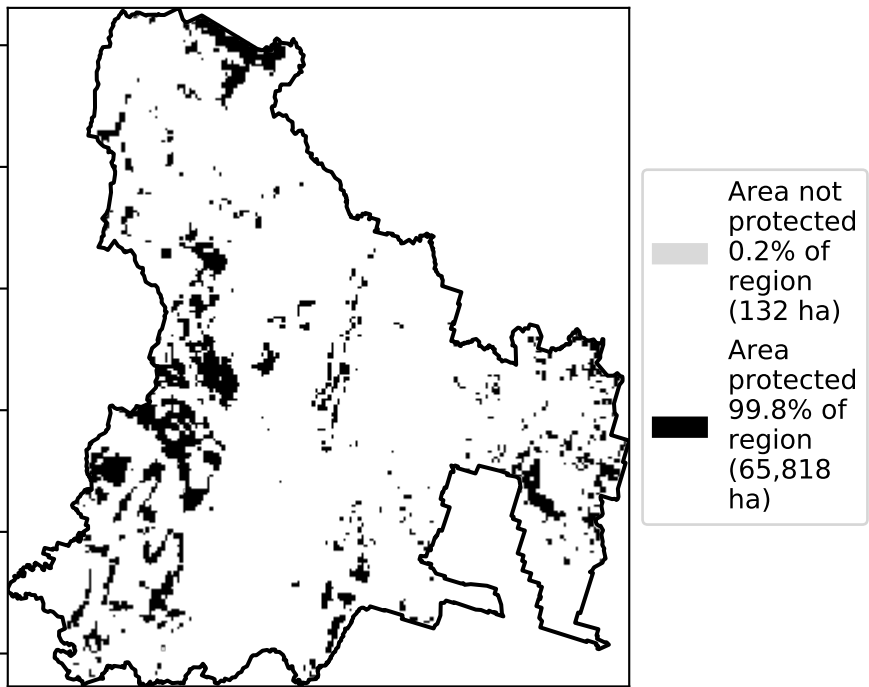 Area not
protected
0.2% of
region
(132 ha)
Area
protected
99.8% of
region
(65,818
ha)